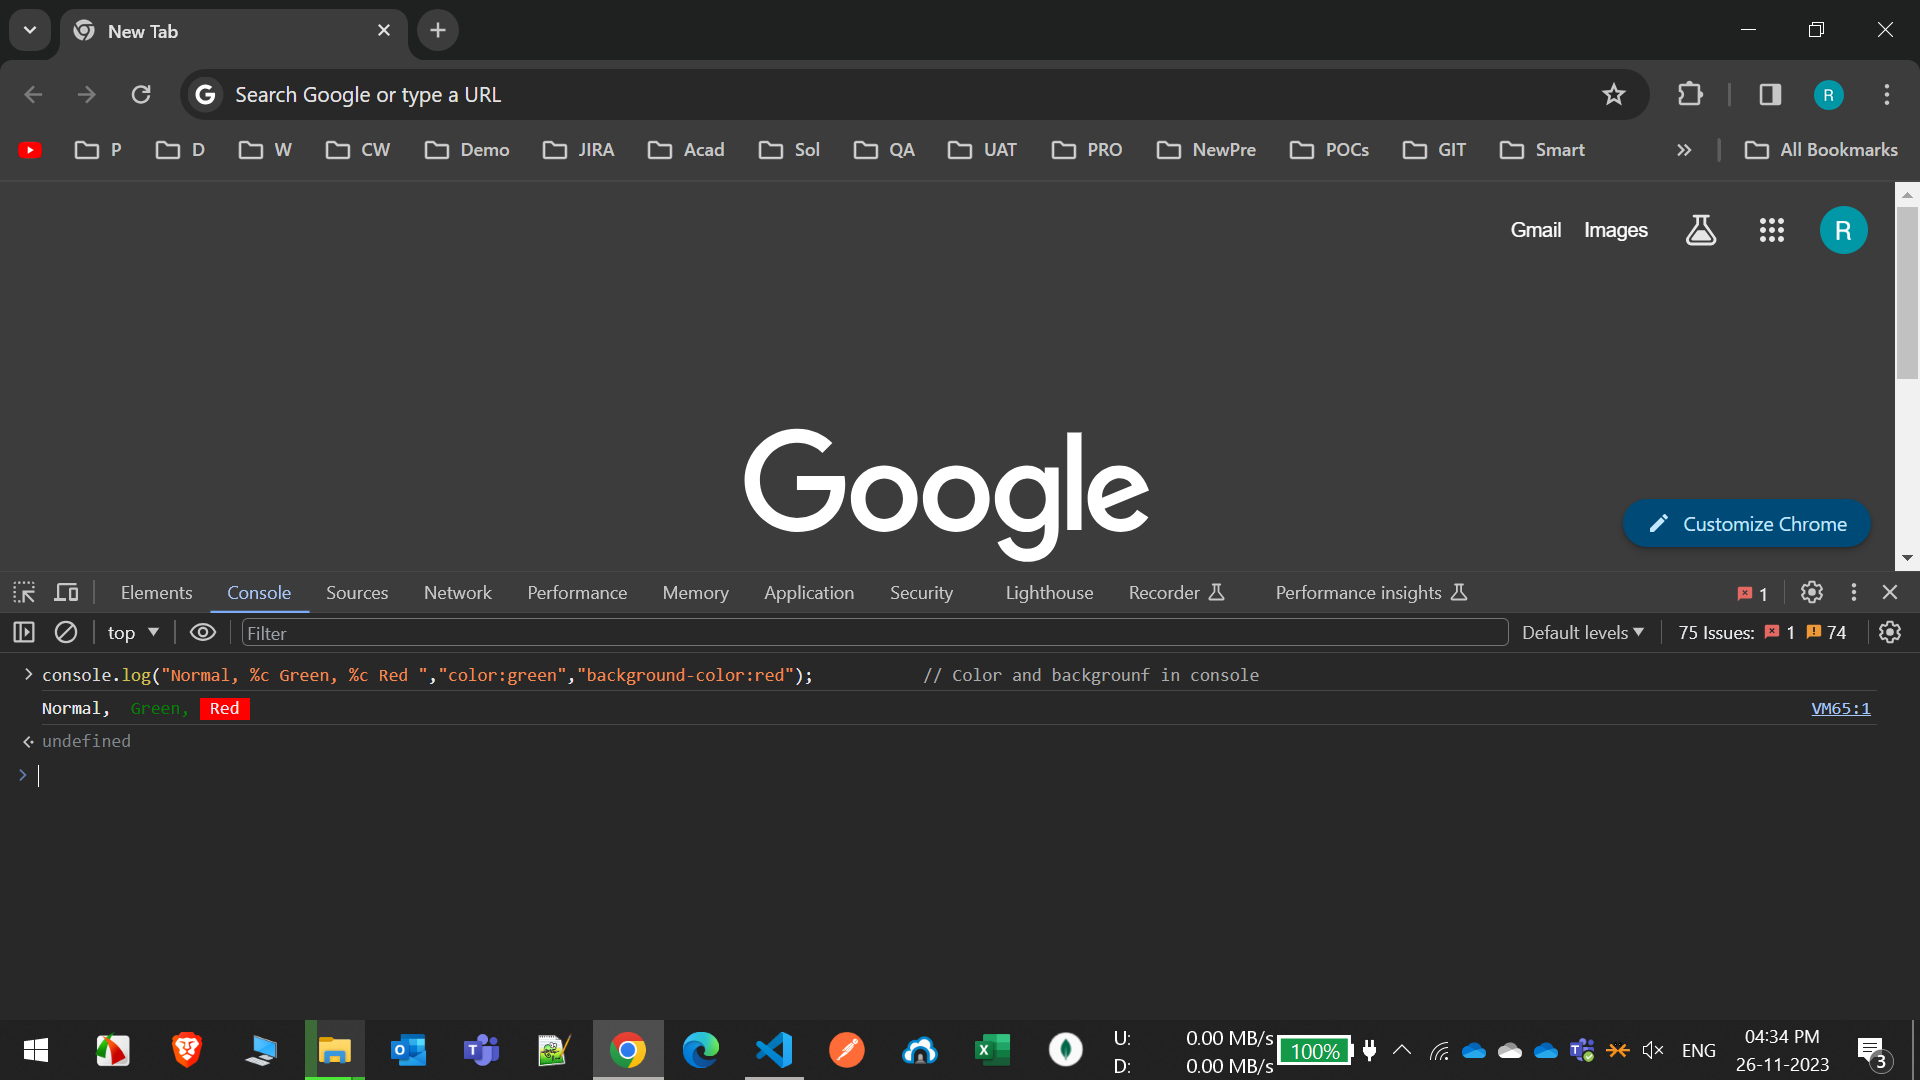 New Tab
Search Google or type a URL
R
P D W CW Demo JIRA Acad Sol QA UAT PRO NewPre POCs GIT Smart All Bookmarks
Gmail Images R
Google
Customize Chrome
Elements Console Sources Network Performance Memory Application Security Lighthouse Recorder Performance insights 1
top Filter Default levels 75 Issues: 1 74
console.log("Normal, %c Green, %c Red ","color:green","background-color:red"); // Color and backgrounf in console
Normal, Green, Red VM65:1
undefined
U: 0.00 MB/s
D: 0.00 MB/s
100%
ENG
04:34 PM
26-11-2023
3